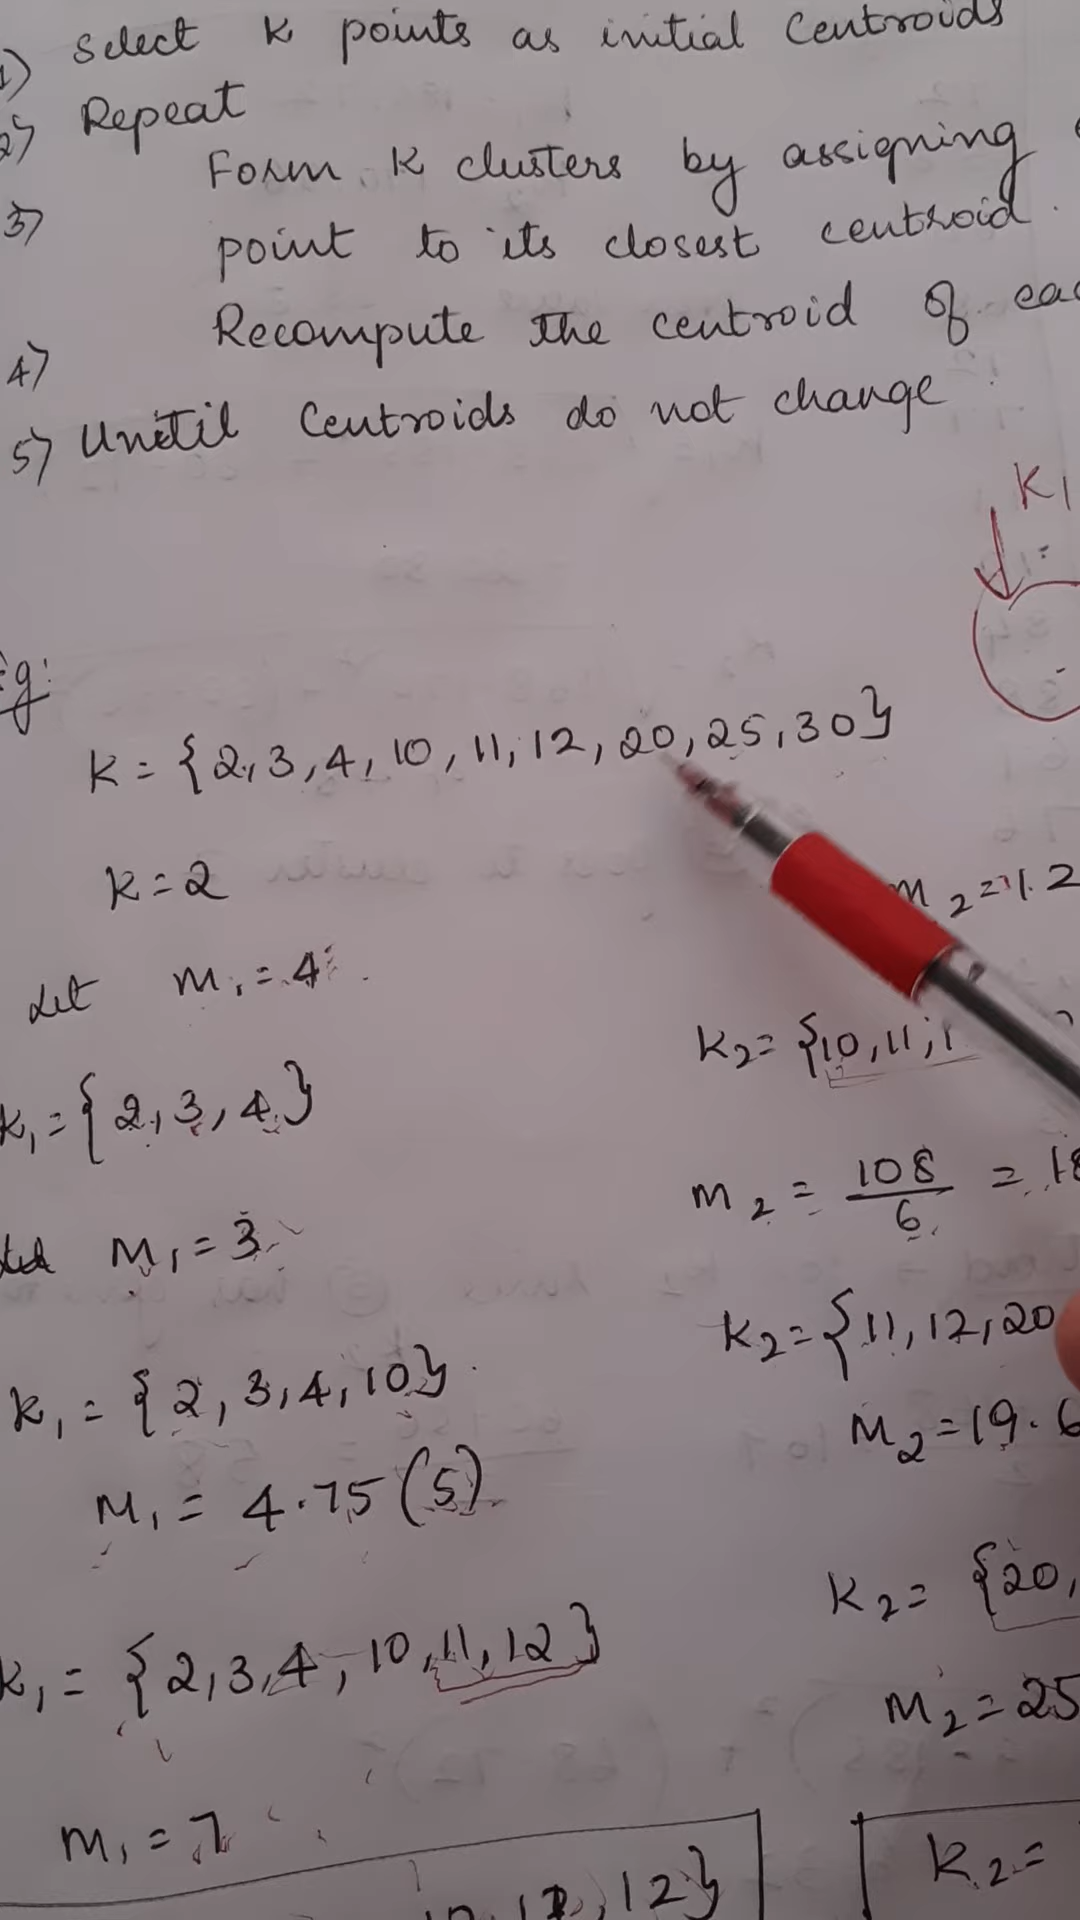 1) Select K points as initial Centroids
2) Repeat
3) Form K clusters by assigning
point to its closest centroid.
4) Recompute the centroid of
5) Until Centroids do not change
K1
Eg:
K = {2,3,4,10,11,12,20,25,30}
K=2
Let m1=4
m2=12
K1={2,3,4}
K2={10,11,
m1=3
m2 = 108/6 = 18
K1={2,3,4,10}
K2={11,12,20
m1= 4.75(5)
m2=19.6
K1={2,3,4,10,11,12}
K2= {20,
m1=7
m2=25
12}
K2=